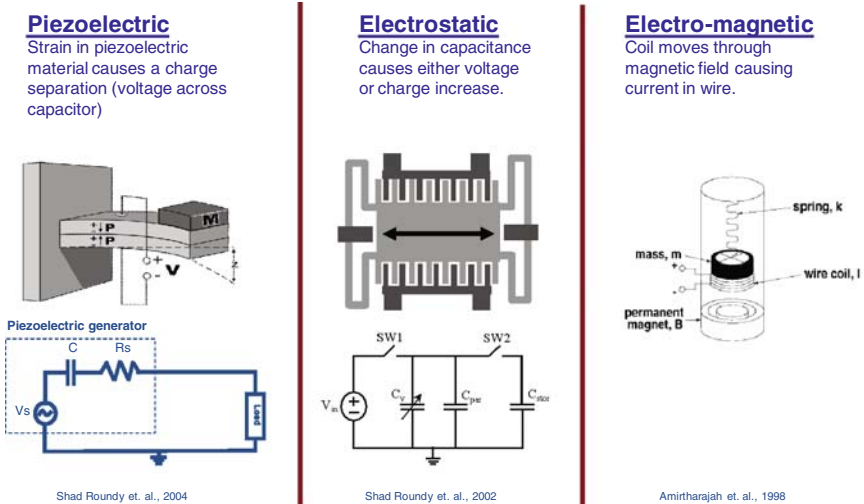 Piezoelectric
Strain in piezoelectric
material causes a charge
separation (voltage across
capacitor)
M
P
P
+
-
V
z
Piezoelectric generator
C
Rs
Vs
Load
Shad Roundy et. al., 2004
Electrostatic
Change in capacitance
causes either voltage
or charge increase.
SW1
SW2
Vin
+
-
Cv
Cpar
Cstor
Shad Roundy et. al., 2002
Electro-magnetic
Coil moves through
magnetic field causing
current in wire.
spring, k
mass, m
+
wire coil, l
-
permanent
magnet, B
Amirtharajah et. al., 1998